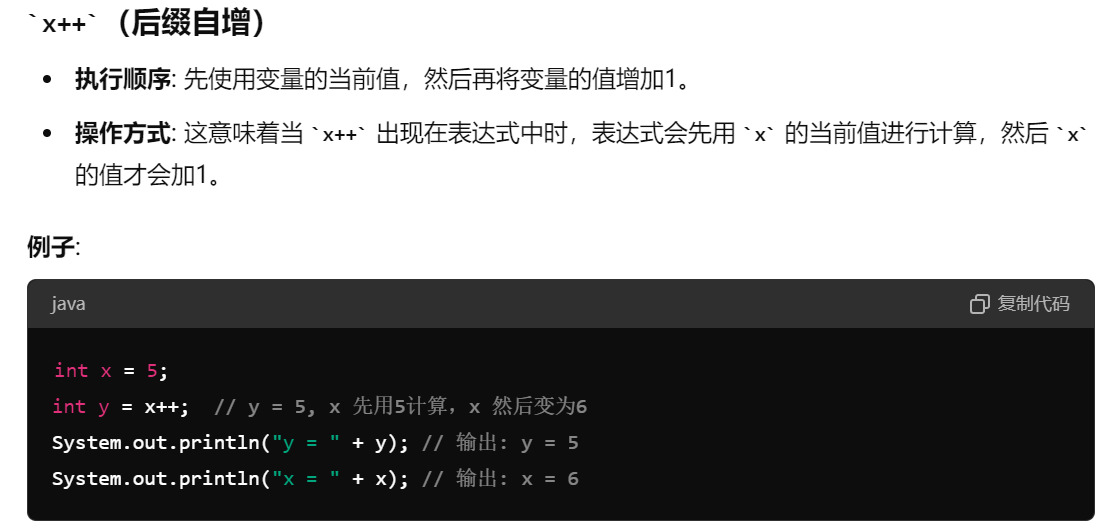 `x++`（后缀自增）
执行顺序: 先使用变量的当前值，然后再将变量的值增加1。
操作方式: 这意味着当 `x++` 出现在表达式中时，表达式会先用 `x` 的当前值进行计算，然后 `x`
的值才会加1。
例子:
java 复制代码
int x = 5;
int y = x++;  // y = 5, x 先用5计算，x 然后变为6
System.out.println("y = " + y); // 输出: y = 5
System.out.println("x = " + x); // 输出: x = 6